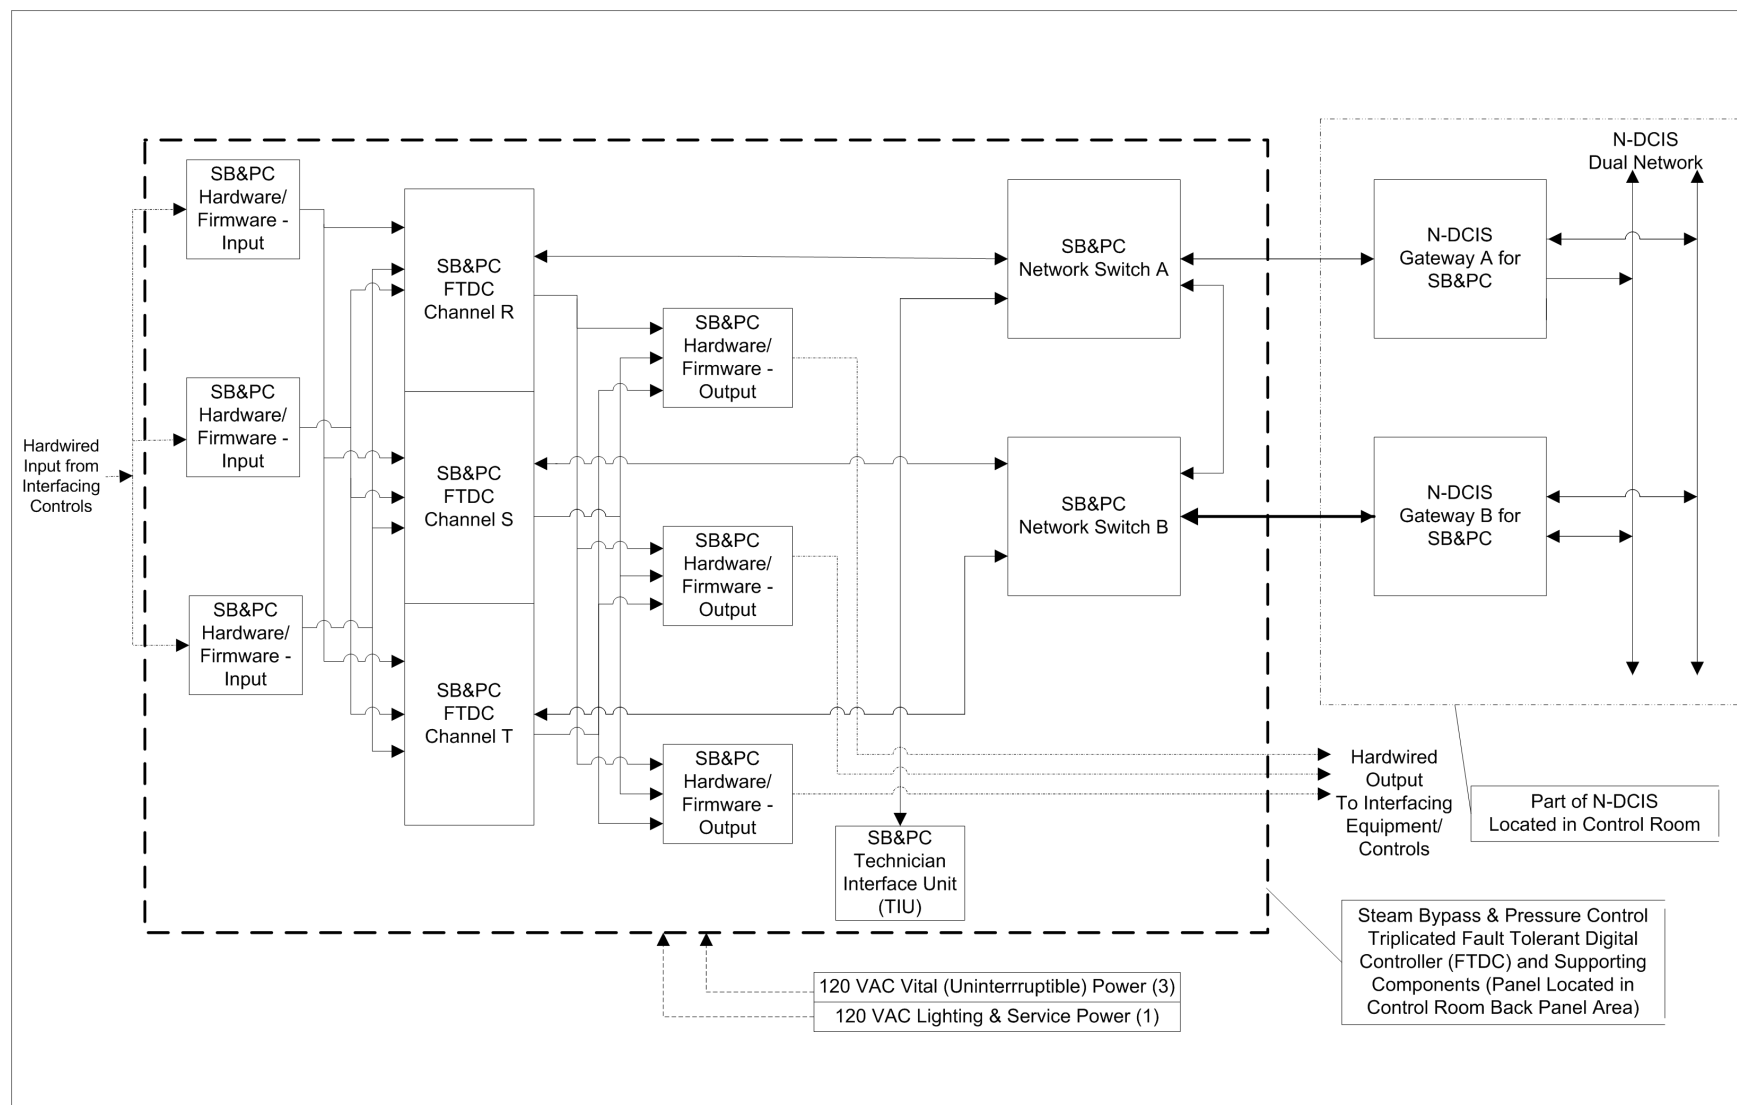 N-DCIS
Dual Network
SB&PC
Hardware/
Firmware -
Input
SB&PC
FTDC
Channel R
SB&PC
Network Switch A
N-DCIS
Gateway A for
SB&PC
SB&PC
Hardware/
Firmware -
Output
SB&PC
Hardware/
Firmware -
Input
Hardwired
Input from
Interfacing
Controls
SB&PC
FTDC
Channel S
SB&PC
Network Switch B
N-DCIS
Gateway B for
SB&PC
SB&PC
Hardware/
Firmware -
Output
SB&PC
Hardware/
Firmware -
Input
SB&PC
FTDC
Channel T
SB&PC
Hardware/
Firmware -
Output
Hardwired
Output
To Interfacing
Equipment/
Controls
Part of N-DCIS
Located in Control Room
SB&PC
Technician
Interface Unit
(TIU)
Steam Bypass & Pressure Control
Triplicated Fault Tolerant Digital
Controller (FTDC) and Supporting
Components (Panel Located in
Control Room Back Panel Area)
120 VAC Vital (Uninterrruptible) Power (3)
120 VAC Lighting & Service Power (1)